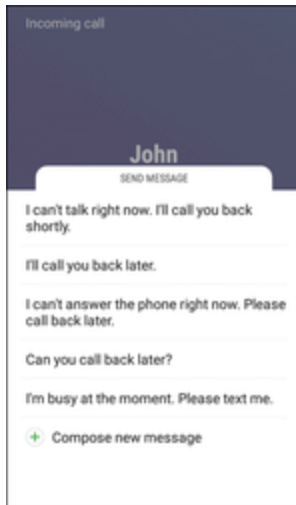 Incoming call
John
SEND MESSAGE
I can't talk right now. I'll call you back
shortly.
I'll call you back later.
I can't answer the phone right now. Please
call back later.
Can you call back later?
I'm busy at the moment. Please text me.
Compose new message